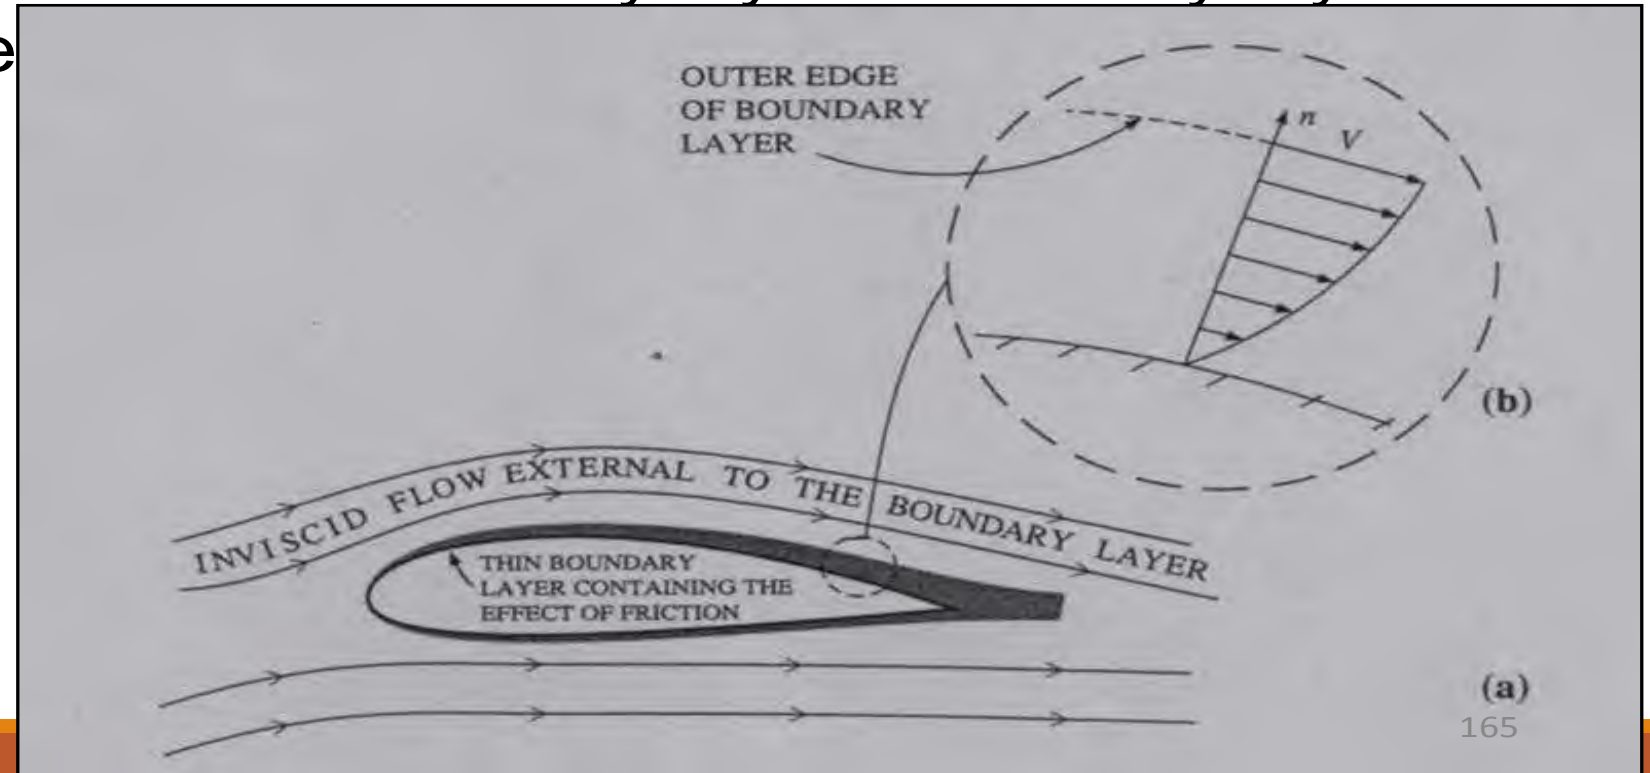 e
OUTER EDGE
OF BOUNDARY
LAYER
n
V
(b)
INVISCID FLOW EXTERNAL TO THE BOUNDARY LAYER
THIN BOUNDARY
LAYER CONTAINING THE
EFFECT OF FRICTION
(a)
165